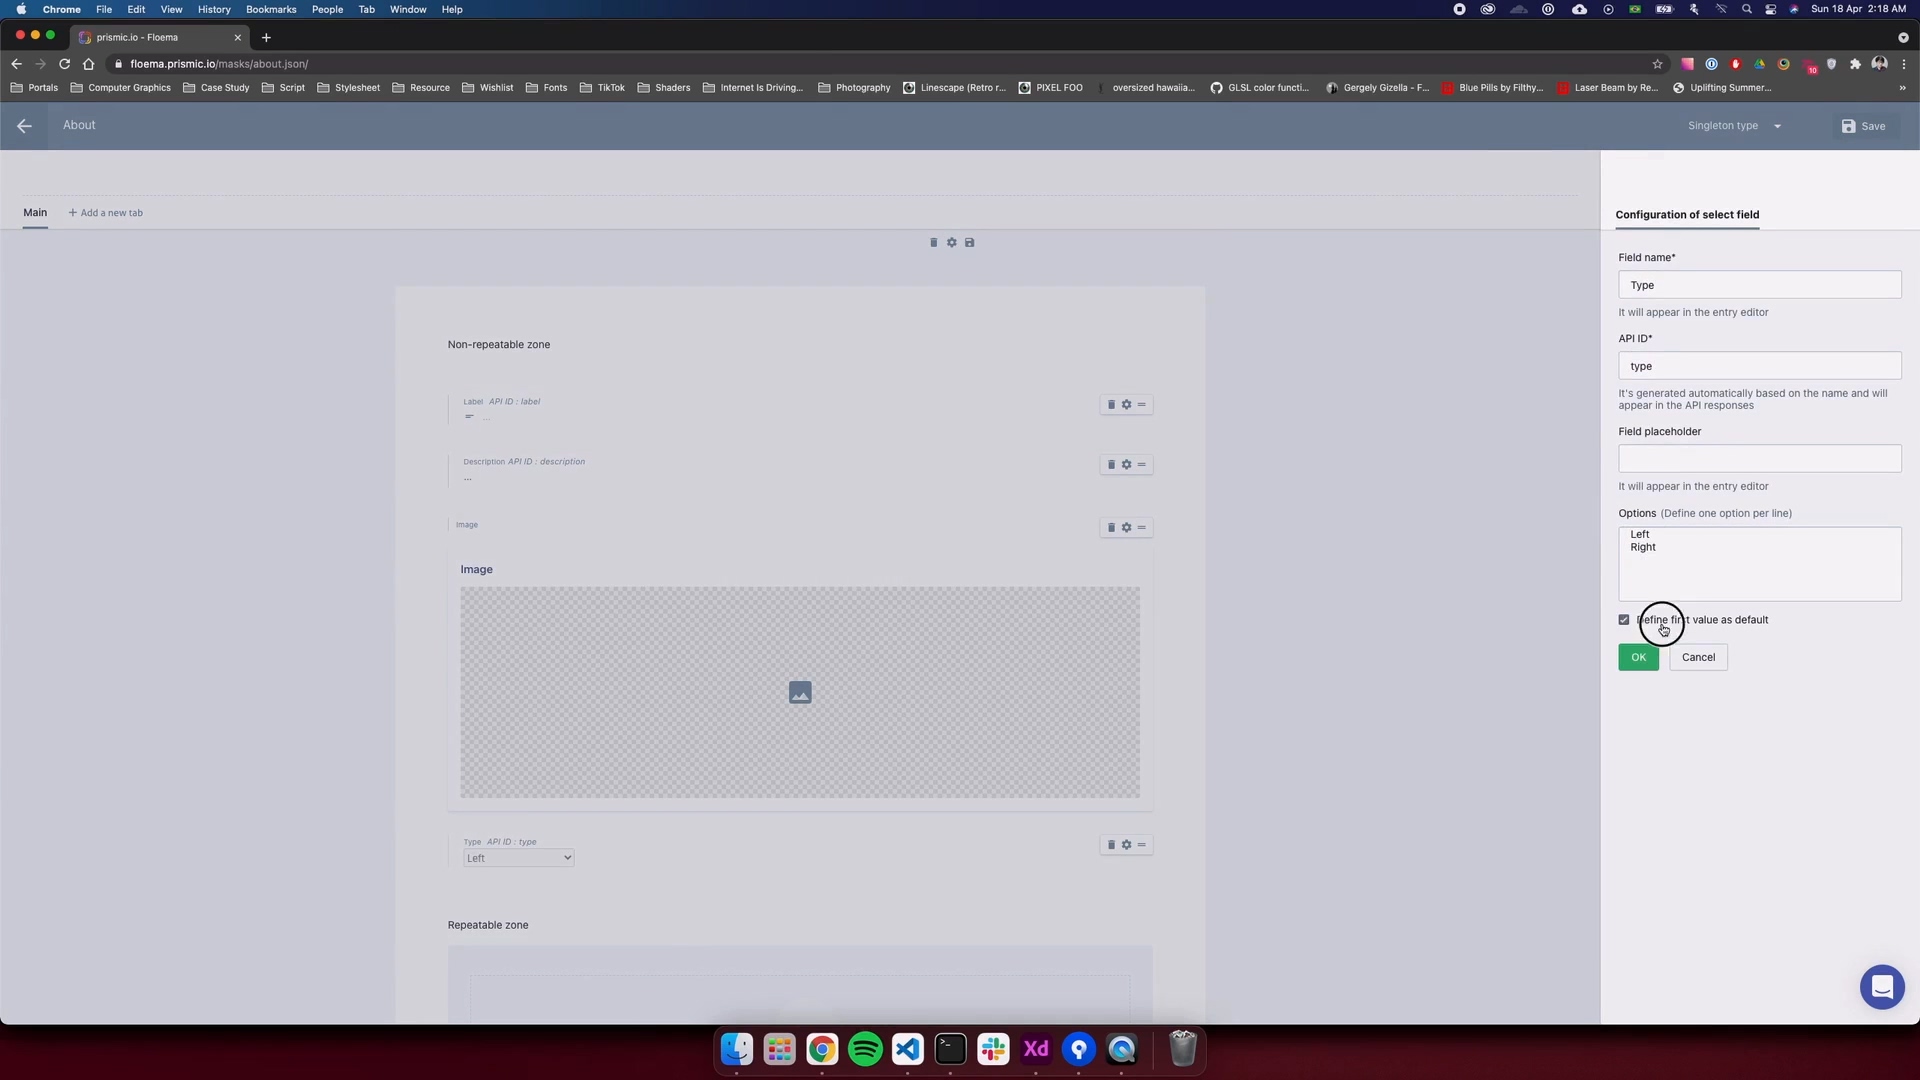 Chrome File Edit View History Bookmarks People Tab Window Help
Sun 18 Apr 2:18 AM
prismic.io - Floema
floema.prismic.io/masks/about.json/
10
Portals Computer Graphics Case Study Script Stylesheet Resource Wishlist Fonts TikTok Shaders Internet Is Driving... Photography Linescape (Retro r... PIXEL FOO oversized hawaiia... GLSL color functi... Gergely Gizella - F... Blue Pills by Filthy... Laser Beam by Re... Uplifting Summer... »
About
Singleton type
Save
Main
+ Add a new tab
Configuration of select field
Field name*
Type
It will appear in the entry editor
API ID*
type
It's generated automatically based on the name and will
appear in the API responses
Field placeholder
It will appear in the entry editor
Options (Define one option per line)
Left
Right
Define first value as default
OK
Cancel
Non-repeatable zone
Label API ID : label
...
Description API ID : description
...
Image
Image
Type API ID : type
Left
Repeatable zone
>_
Xd